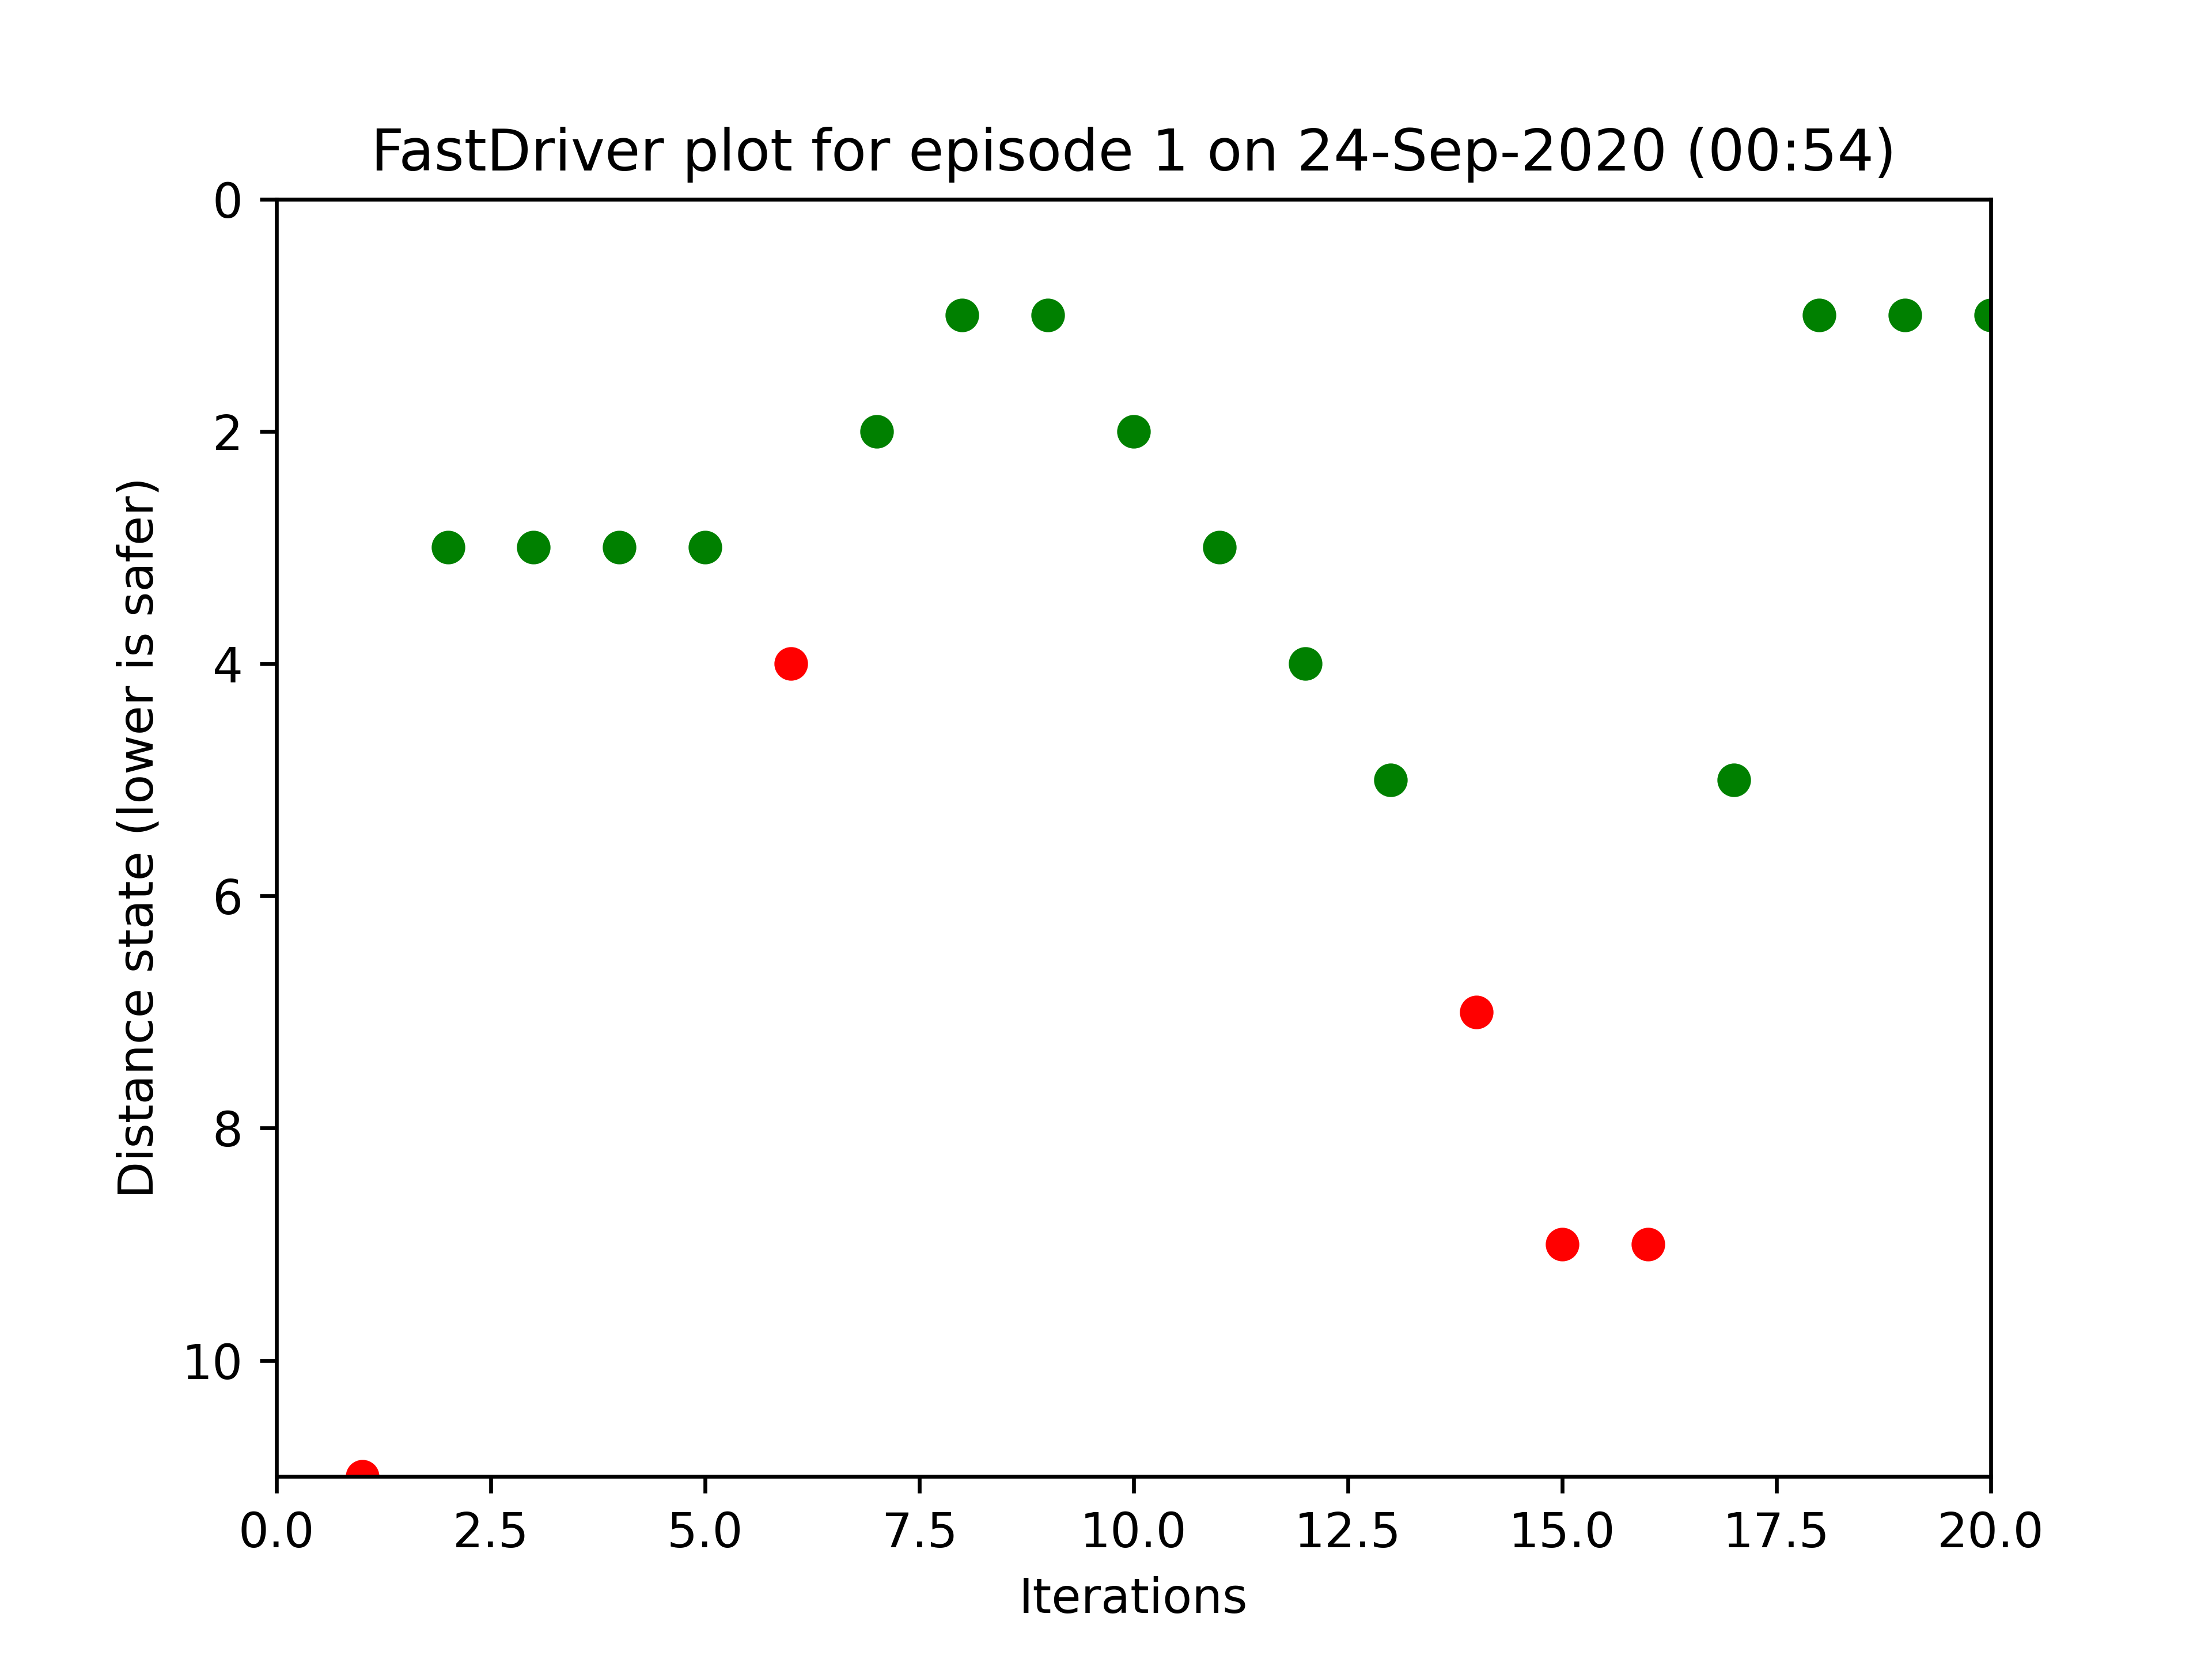 FastDriver plot for episode 1 on 24-Sep-2020 (00:54)
Distance state (lower is safer)
0
2
4
6
8
10
0.0 2.5 5.0 7.5 10.0 12.5 15.0 17.5 20.0
Iterations